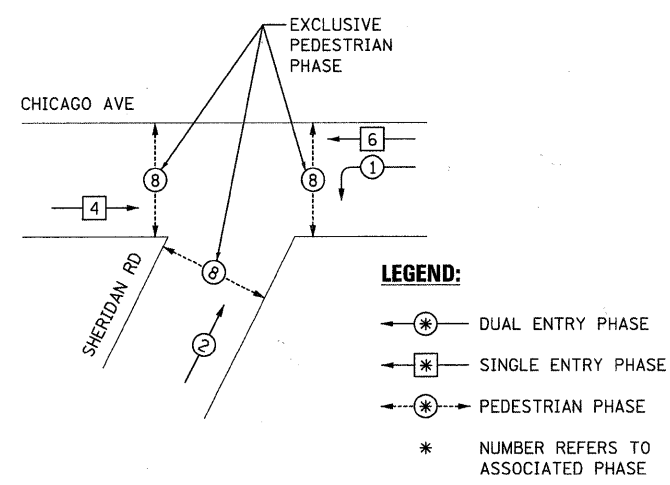 EXCLUSIVE
PEDESTRIAN
PHASE
CHICAGO AVE
6
1
8
8
4
8
SHERIDAN RD
2
LEGEND:
* DUAL ENTRY PHASE
* SINGLE ENTRY PHASE
* PEDESTRIAN PHASE
* NUMBER REFERS TO
ASSOCIATED PHASE